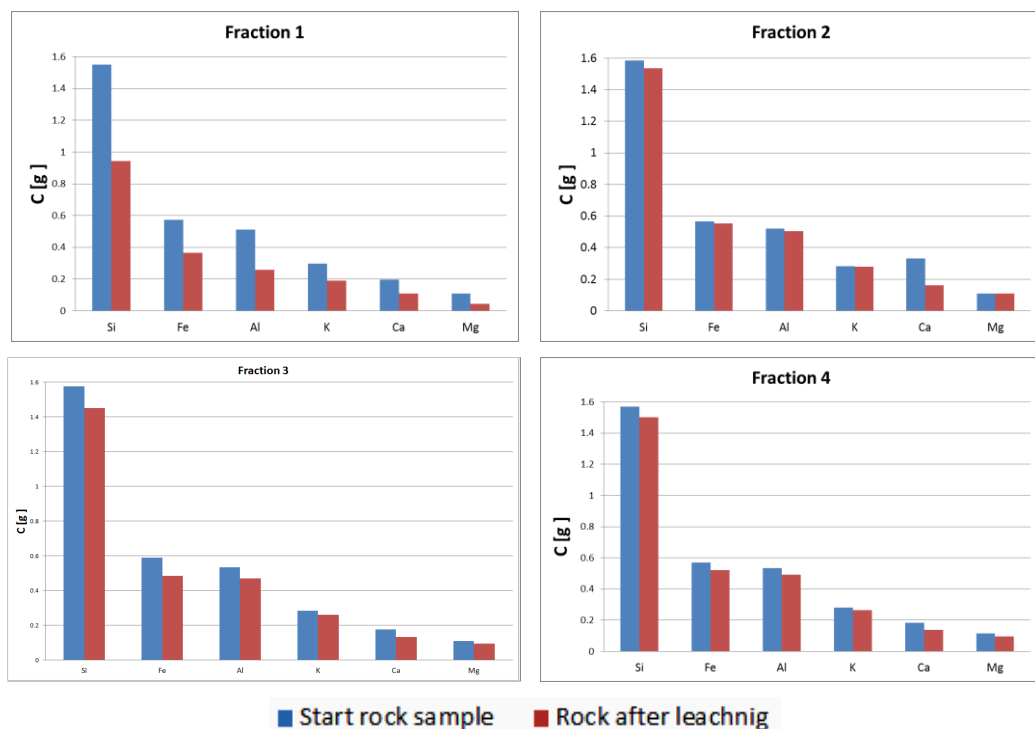 Fraction 1
1.6
1.4
1.2
1
0.8
0.6
0.4
0.2
0
C [g ]
Si Fe Al K Ca Mg
Fraction 2
1.6
1.4
1.2
1
0.8
0.6
0.4
0.2
0
C [g ]
Si Fe Al K Ca Mg
Fraction 3
1.6
1.4
1.2
1
0.8
0.6
0.4
0.2
0
C [g ]
Si Fe Al K Ca Mg
Fraction 4
1.6
1.4
1.2
1
0.8
0.6
0.4
0.2
0
C [g ]
Si Fe Al K Ca Mg
Start rock sample Rock after leachnig